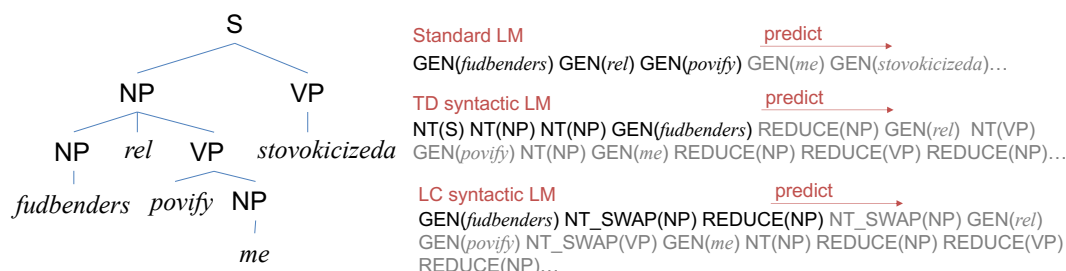 S
NP VP
NP rel VP stovokicizeda
fudbenders povify NP
me
Standard LM predict
GEN(fudbenders) GEN(rel) GEN(povify) GEN(me) GEN(stovokicizeda)…
TD syntactic LM predict
NT(S) NT(NP) NT(NP) GEN(fudbenders) REDUCE(NP) GEN(rel) NT(VP)
GEN(povify) NT(NP) GEN(me) REDUCE(NP) REDUCE(VP) REDUCE(NP)…
LC syntactic LM predict
GEN(fudbenders) NT_SWAP(NP) REDUCE(NP) NT_SWAP(NP) GEN(rel)
GEN(povify) NT_SWAP(VP) GEN(me) NT(NP) REDUCE(NP) REDUCE(VP)
REDUCE(NP)…